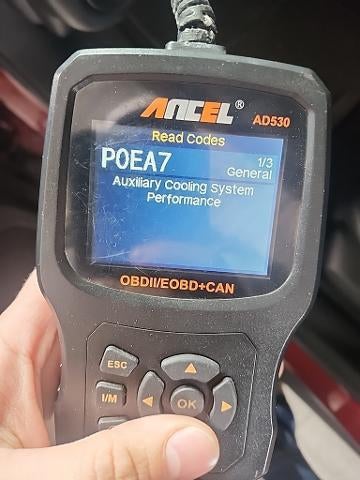 ANCEL®
AD530
Read Codes
P0EA7
1/3
General
Auxiliary Cooling System
Performance
OBDII/EOBD+CAN
ESC
I/M
OK